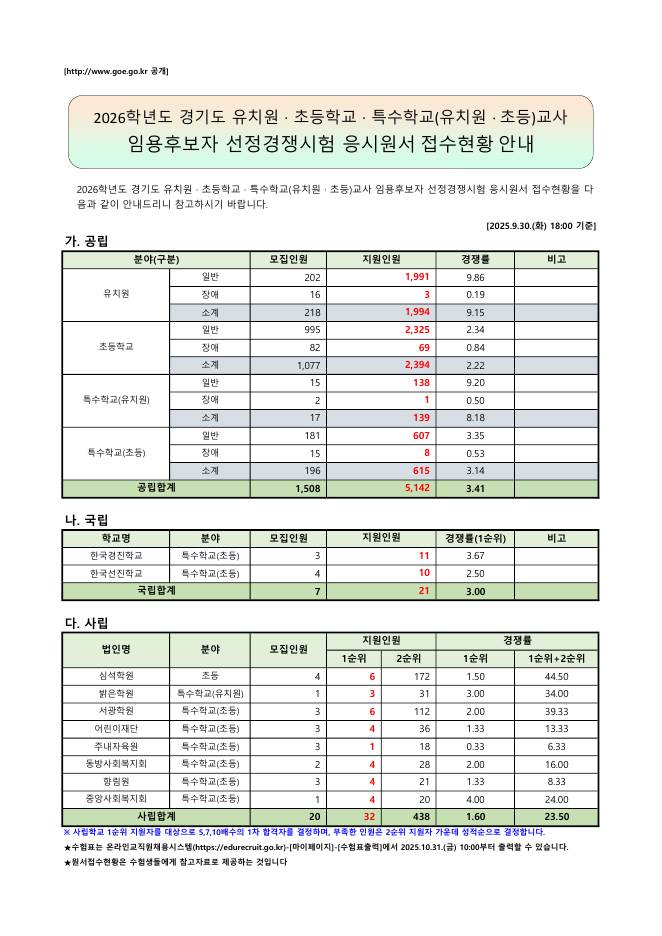 [http://www.goe.go.kr 공개]
2026학년도 경기도 유치원 · 초등학교 · 특수학교(유치원 · 초등)교사
임용후보자 선정경쟁시험 응시원서 접수현황 안내
2026학년도 경기도 유치원 · 초등학교 · 특수학교(유치원 · 초등)교사 임용후보자 선정경쟁시험 응시원서 접수현황을 다
음과 같이 안내드리니 참고하시기 바랍니다.
[2025.9.30.(화) 18:00 기준]
가. 공립
분야(구분) 모집인원 지원인원 경쟁률 비고
유치원 일반 202 1,991 9.86
장애 16 3 0.19
소계 218 1,994 9.15
초등학교 일반 995 2,325 2.34
장애 82 69 0.84
소계 1,077 2,394 2.22
특수학교(유치원) 일반 15 138 9.20
장애 2 1 0.50
소계 17 139 8.18
특수학교(초등) 일반 181 607 3.35
장애 15 8 0.53
소계 196 615 3.14
공립합계 1,508 5,142 3.41
나. 국립
학교명 분야 모집인원 지원인원 경쟁률(1순위) 비고
한국경진학교 특수학교(초등) 3 11 3.67
한국선진학교 특수학교(초등) 4 10 2.50
국립합계 7 21 3.00
다. 사립
법인명 분야 모집인원 지원인원 경쟁률
1순위 2순위 1순위 1순위+2순위
심석학원 초등 4 6 172 1.50 44.50
밝은학원 특수학교(유치원) 1 3 31 3.00 34.00
서광학원 특수학교(초등) 3 6 112 2.00 39.33
어린이재단 특수학교(초등) 3 4 36 1.33 13.33
주내자육원 특수학교(초등) 3 1 18 0.33 6.33
동방사회복지회 특수학교(초등) 2 4 28 2.00 16.00
향림원 특수학교(초등) 3 4 21 1.33 8.33
중앙사회복지회 특수학교(초등) 1 4 20 4.00 24.00
사립합계 20 32 438 1.60 23.50
※ 사립학교 1순위 지원자를 대상으로 5,7,10배수의 1차 합격자를 결정하며, 부족한 인원은 2순위 지원자 가운데 성적순으로 결정합니다.
★수험표는 온라인교직원채용시스템(https://edurecruit.go.kr)-[마이페이지]-[수험표출력]에서 2025.10.31.(금) 10:00부터 출력할 수 있습니다.
★원서접수현황은 수험생들에게 참고자료로 제공하는 것입니다